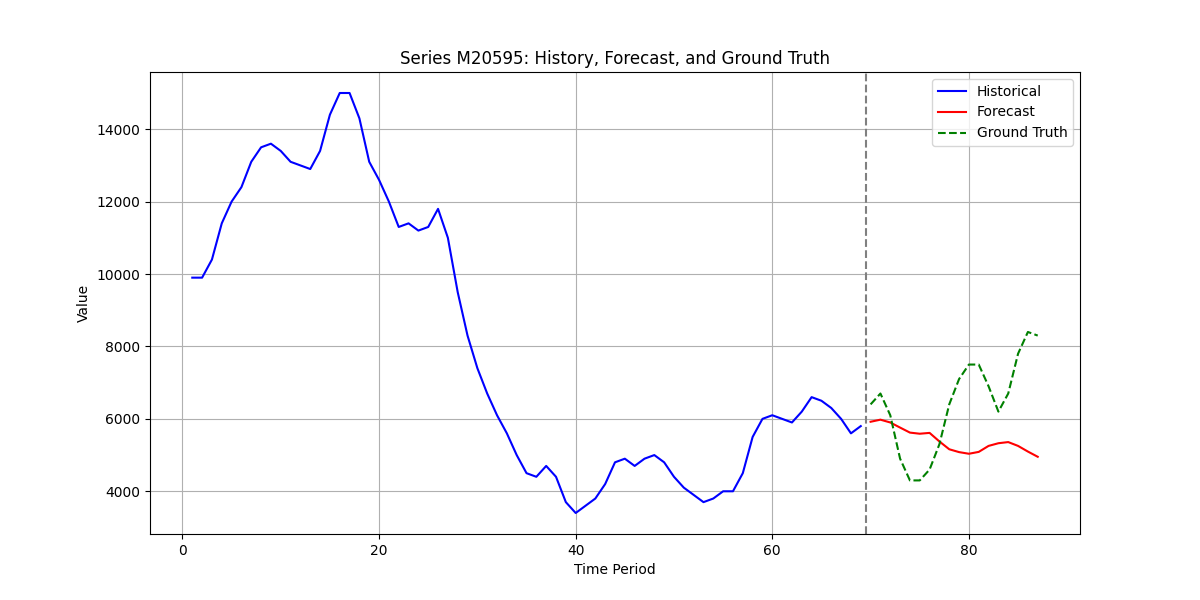 Series M20595: History, Forecast, and Ground Truth
Historical
Forecast
Ground Truth
Value
14000
12000
10000
8000
6000
4000
0 20 40 60 80
Time Period